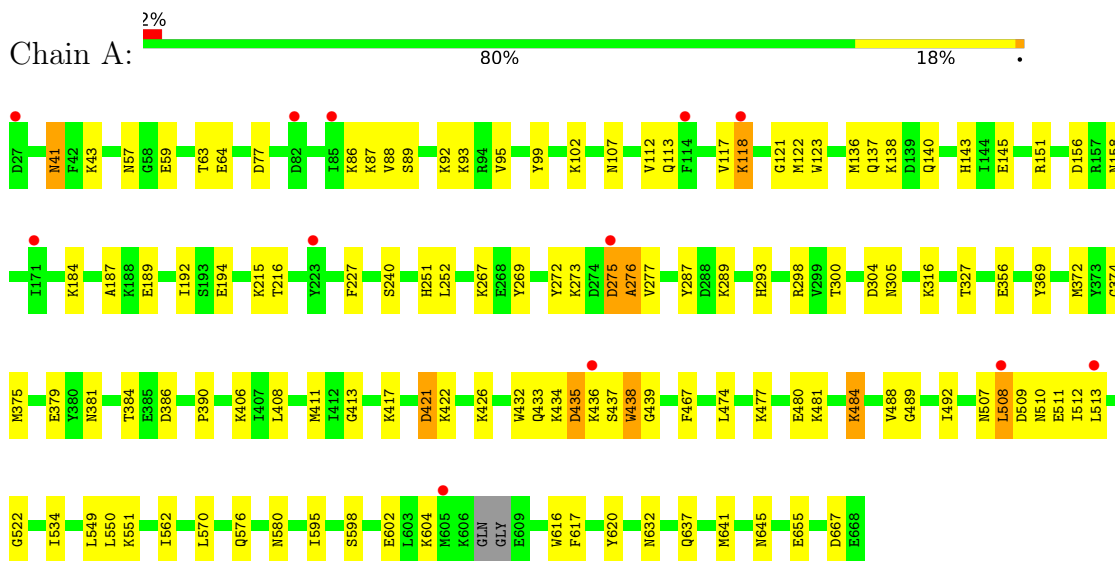 2%
Chain A:
80% 18% •
D27 N41 F42 K43 N57 G58 E59 T63 E64 D77 D82 I85 K86 K87 V88 S89 K92 K93 R94 V95 Y99 K102 N107 V112 Q113 F114 V117 K118 G121 M122 W123 M136 Q137 K138 D139 Q140 H143 I144 E145 R151 D156 R157 N158
I171 K184 A187 K188 E189 I192 S193 E194 K215 T216 Y223 F227 S240 H251 L252 K267 E268 Y269 Y272 K273 D274 D275 A276 V277 Y287 D288 K289 H293 R298 V299 T300 D304 N305 K316 T327 E356 Y369 M372 Y373 G374
M375 E379 Y380 N381 T384 E385 D386 P390 K406 I407 L408 M411 I412 G413 K417 D421 K422 K426 W432 Q433 K434 D435 K436 S437 W438 G439 F467 L474 K477 E480 K481 K484 V488 G489 I492 N507 L508 D509 N510 E511 I512 L513
G522 I534 L549 L550 K551 I562 L570 Q576 N580 I595 S598 E602 L603 K604 M605 K606 GLN GLY E609 W616 F617 Y620 N632 Q637 M641 N645 E655 D667 E668